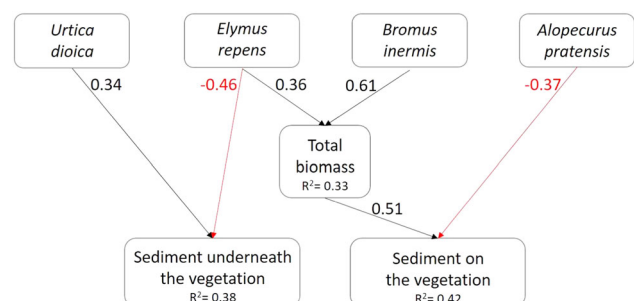 Urtica
dioica
Elymus
repens
Bromus
inermis
Alopecurus
pratensis
0.34
-0.46
0.36
0.61
-0.37
Total
biomass
R²= 0.33
0.51
Sediment underneath
the vegetation
R²= 0.38
Sediment on
the vegetation
R²= 0.42